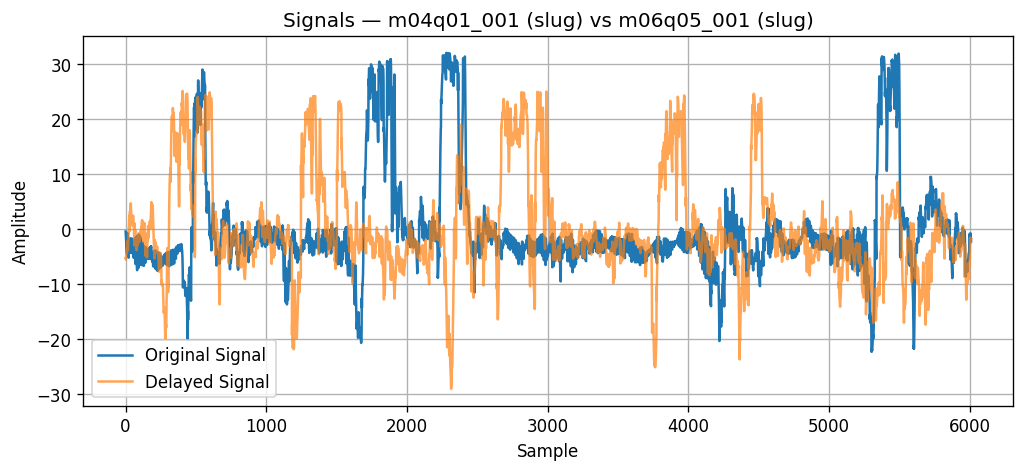 Signals — m04q01_001 (slug) vs m06q05_001 (slug)
Amplitude
30
20
10
0
−10
−20
−30
Original Signal
Delayed Signal
0 1000 2000 3000 4000 5000 6000
Sample